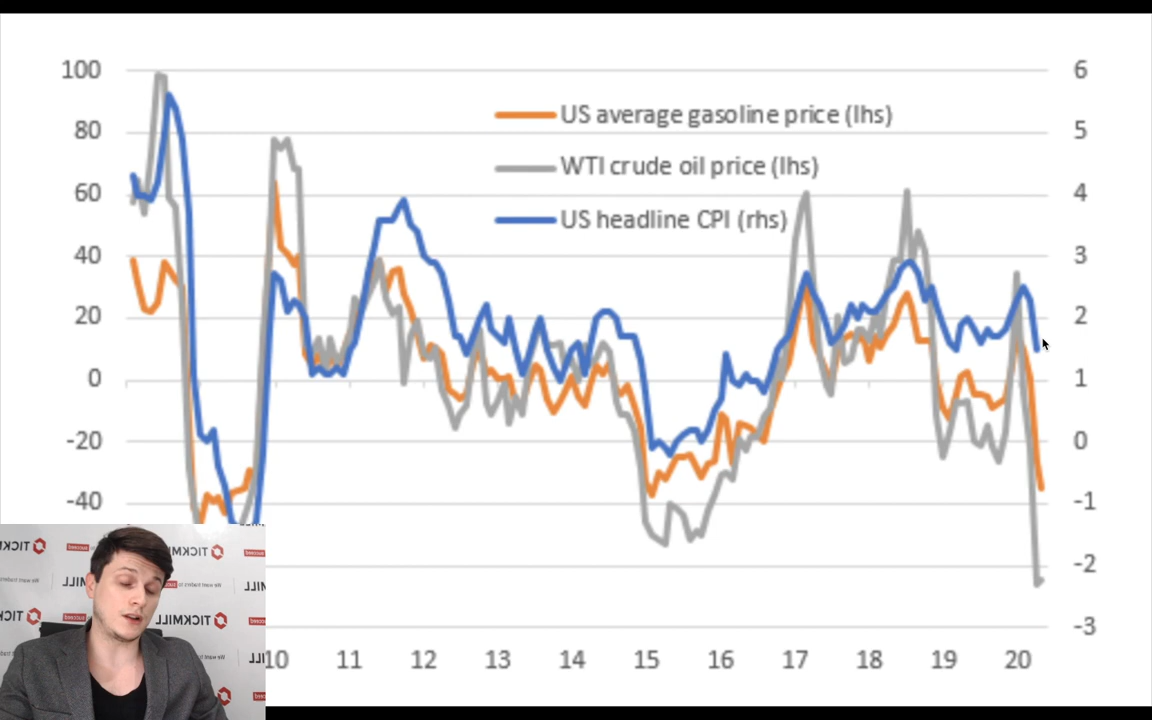 100
80
60
40
20
0
-20
-40
6
5
4
3
2
1
0
-1
-2
-3
US average gasoline price (lhs)
WTI crude oil price (lhs)
US headline CPI (rhs)
10 11 12 13 14 15 16 17 18 19 20
TICKMILL
TICKMILL
succeed